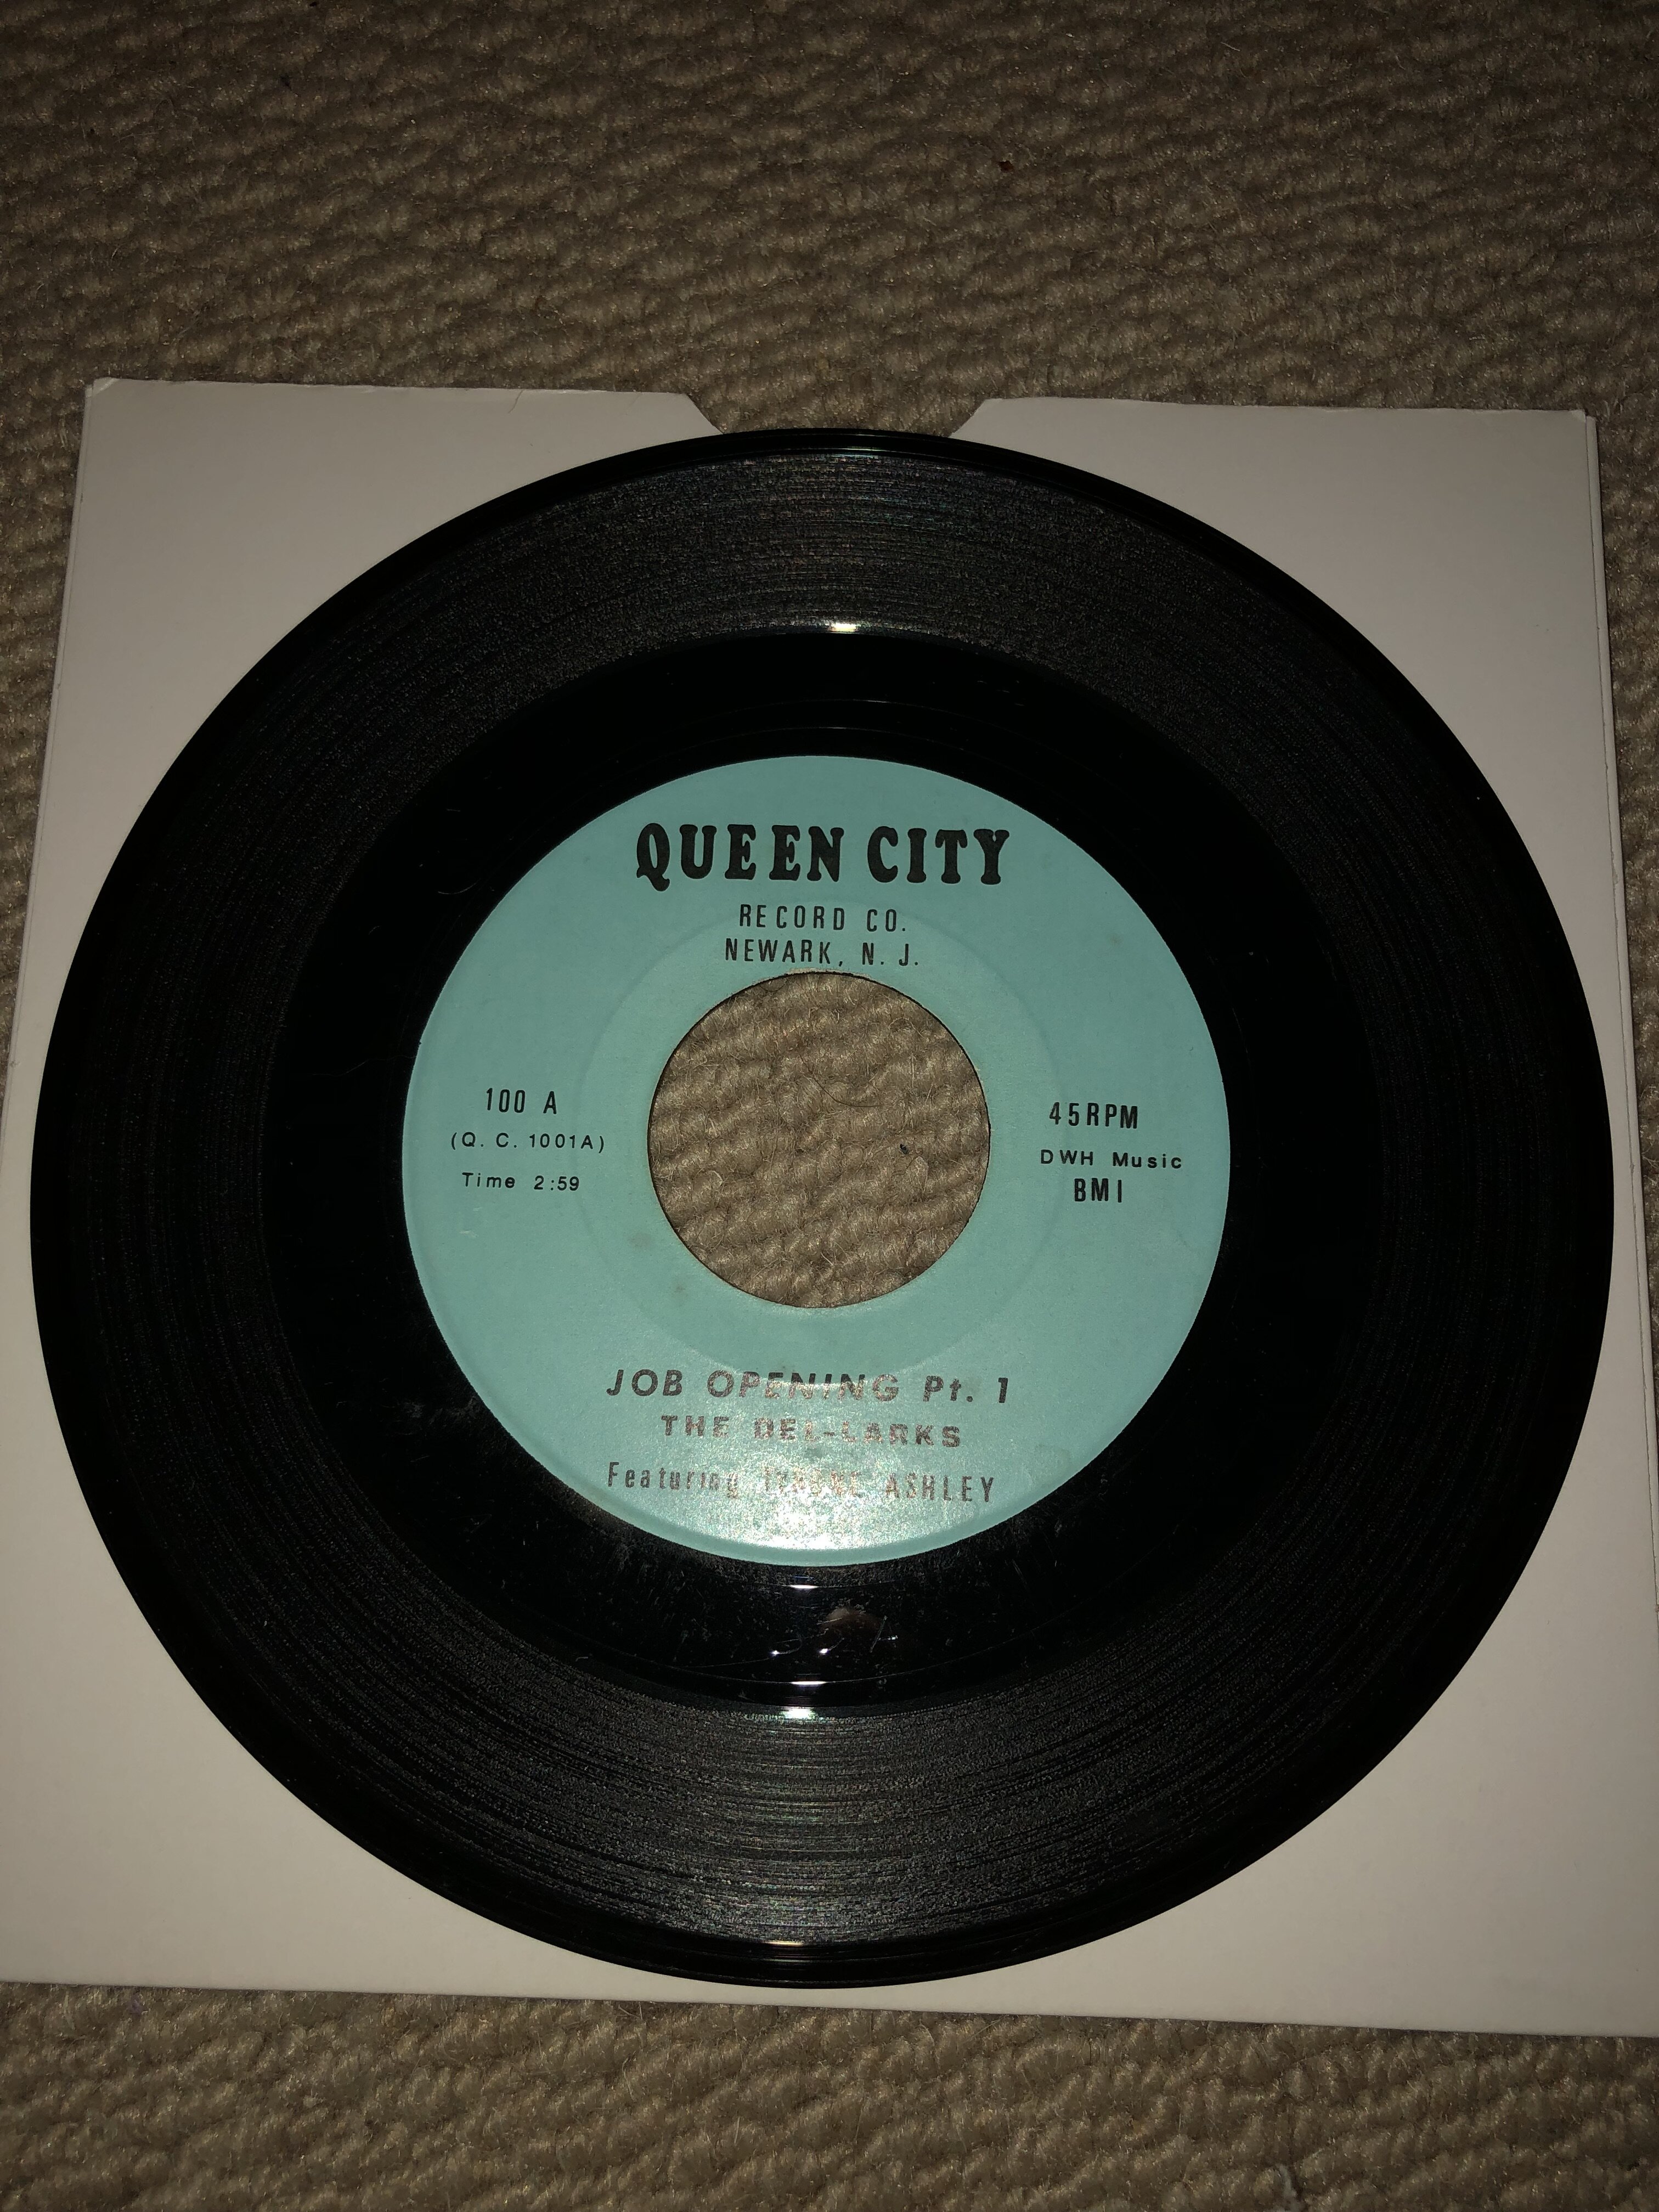 QUEEN CITY
RECORD CO.
NEWARK, N. J.
100 A
(Q. C. 1001A)
Time 2:59
45RPM
DWH Music
BMI
JOB OPENING Pt. 1
THE DEL-LARKS
Featuring ASHLEY